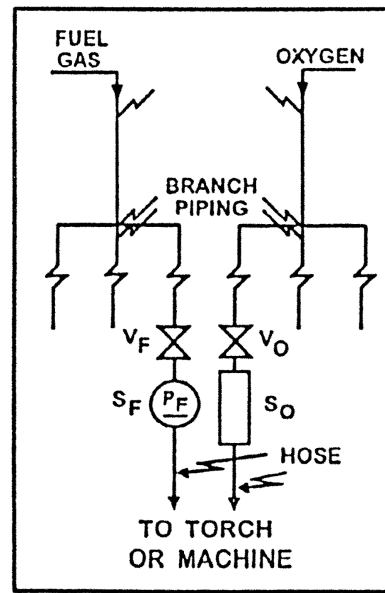 FUEL
GAS
OXYGEN
BRANCH
PIPING
VF
VO
SF
PF
SO
HOSE
TO TORCH
OR MACHINE